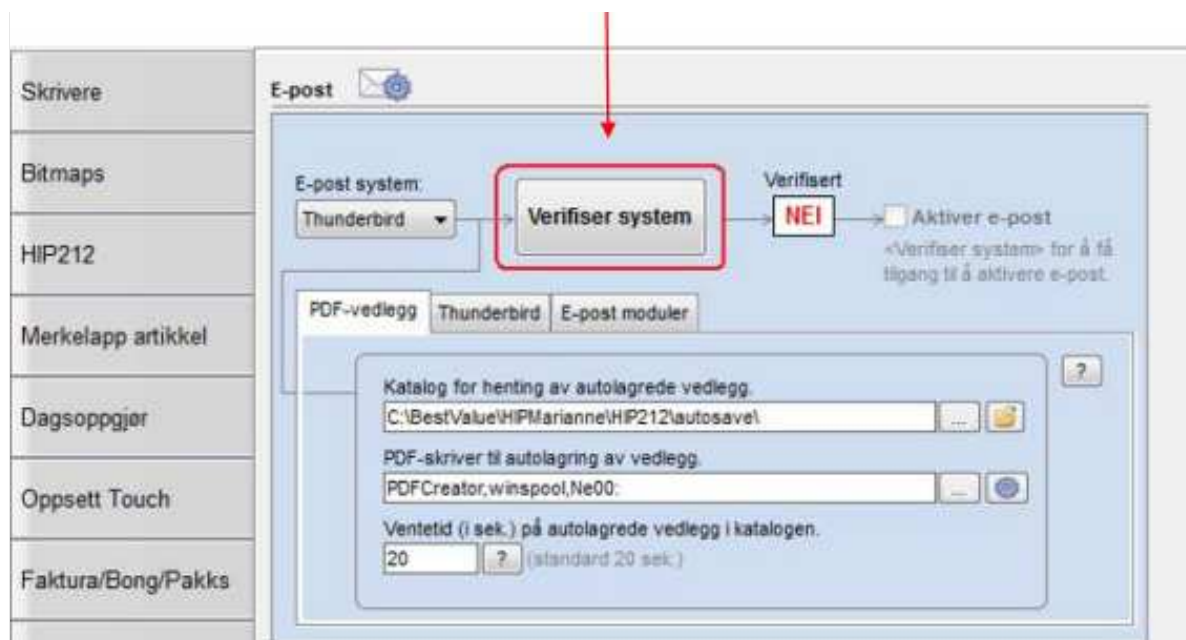 Skrivere
Bitmaps
HIP212
Merkelapp artikkel
Dagsoppgjør
Oppsett Touch
Faktura/Bong/Pakks
E-post
E-post system:
Thunderbird
Verifiser system
Verifisert
NEI
Aktiver e-post
<Verifiser system> for å få
tilgang til å aktivere e-post.
PDF-vedlegg Thunderbird E-post moduler
?
Katalog for henting av autolagrede vedlegg.
C:\BestValue\HIPMarianne\HIP212\autosave\ ...
PDF-skriver til autolagring av vedlegg.
PDFCreator,winspool,Ne00: ...
Ventetid (i sek.) på autolagrede vedlegg i katalogen.
20 ? (standard 20 sek.)